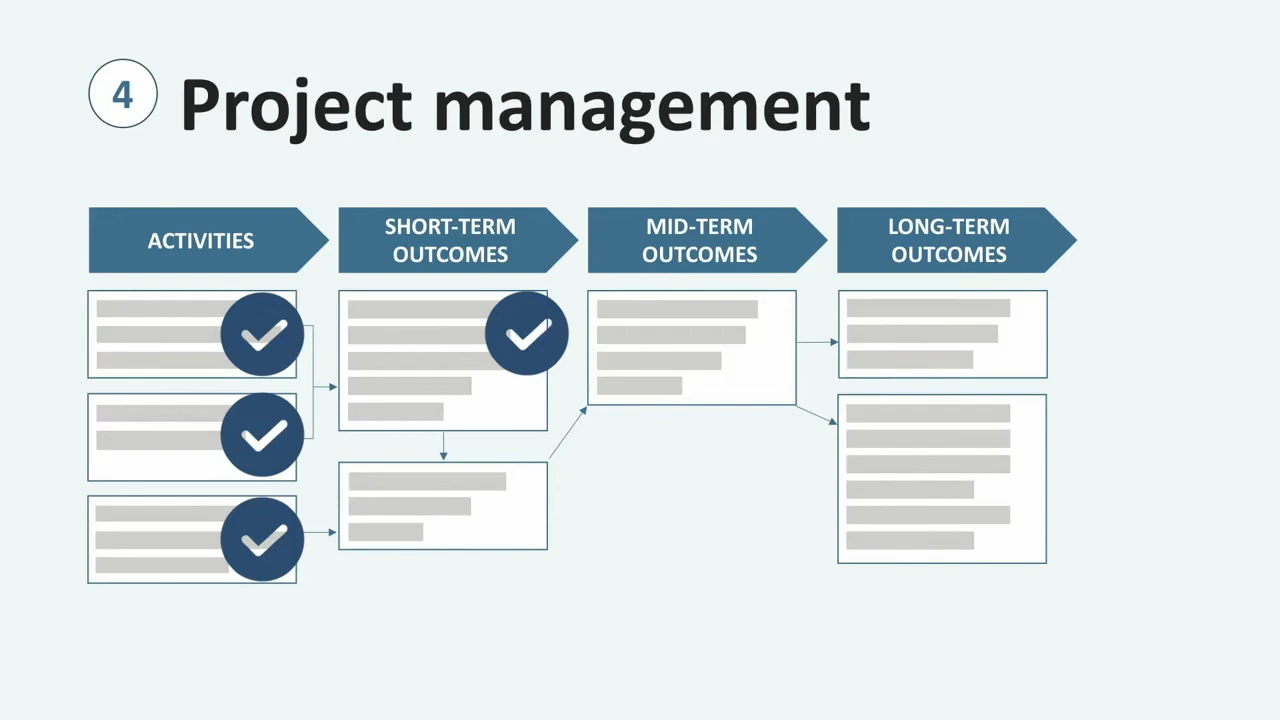 4
Project management
ACTIVITIES
SHORT-TERM
OUTCOMES
MID-TERM
OUTCOMES
LONG-TERM
OUTCOMES